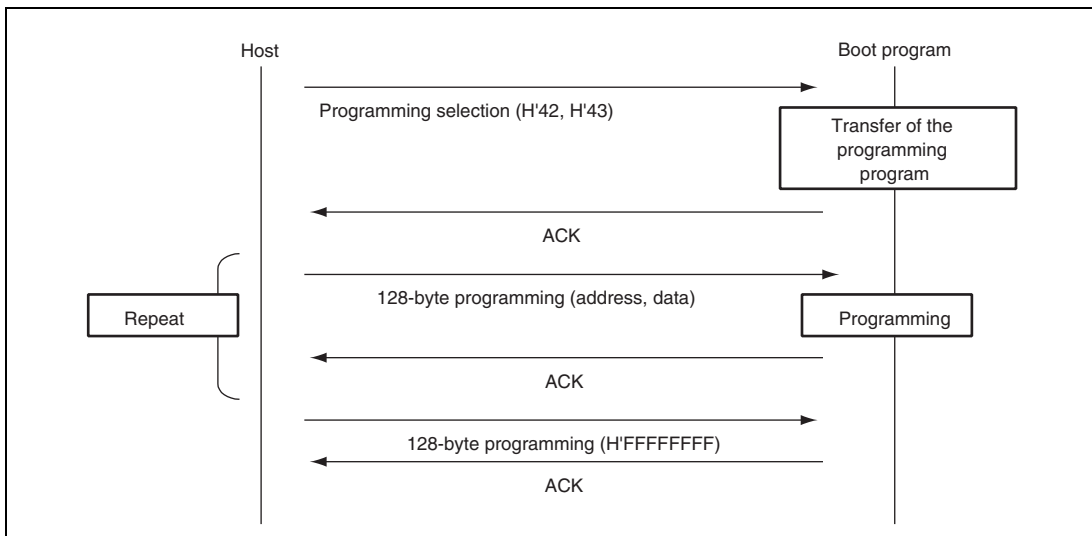 Host
Boot program
Programming selection (H'42, H'43)
Transfer of the
programming
program
ACK
128-byte programming (address, data)
Repeat
Programming
ACK
128-byte programming (H'FFFFFFFF)
ACK